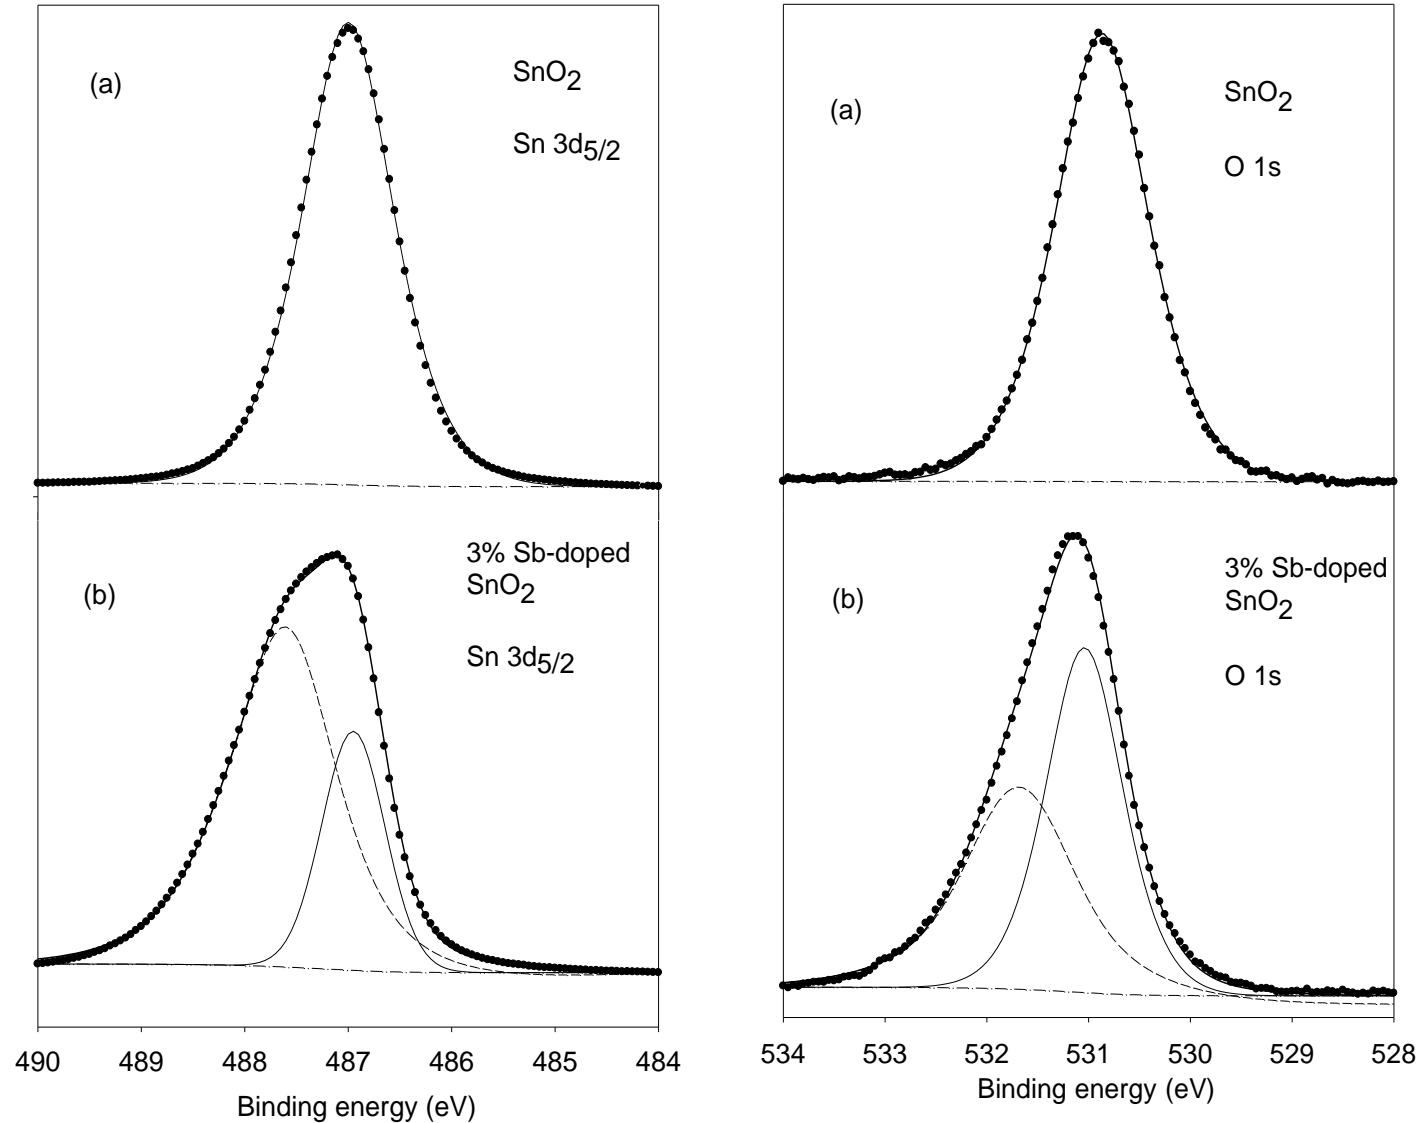 (a)
SnO2
Sn 3d5/2
(b)
3% Sb-doped
SnO2
Sn 3d5/2
490 489 488 487 486 485 484
Binding energy (eV)
(a)
SnO2
O 1s
(b)
3% Sb-doped
SnO2
O 1s
534 533 532 531 530 529 528
Binding energy (eV)